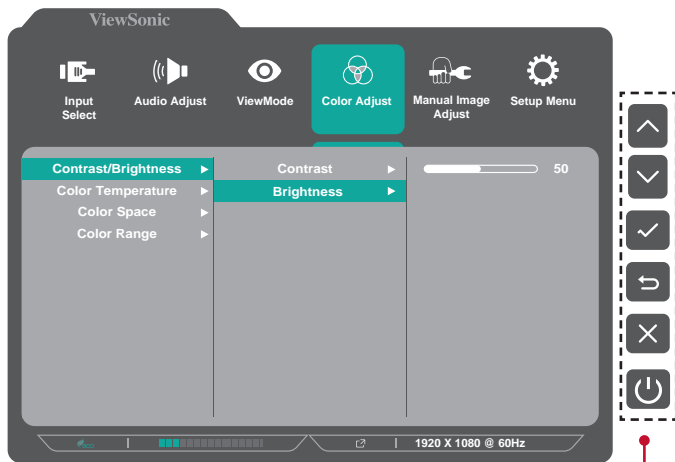 ViewSonic
Input
Select
Audio Adjust
ViewMode
Color Adjust
Manual Image
Adjust
Setup Menu
Contrast/Brightness
Contrast
50
Color Temperature
Brightness
Color Space
Color Range
1920 X 1080 @ 60Hz